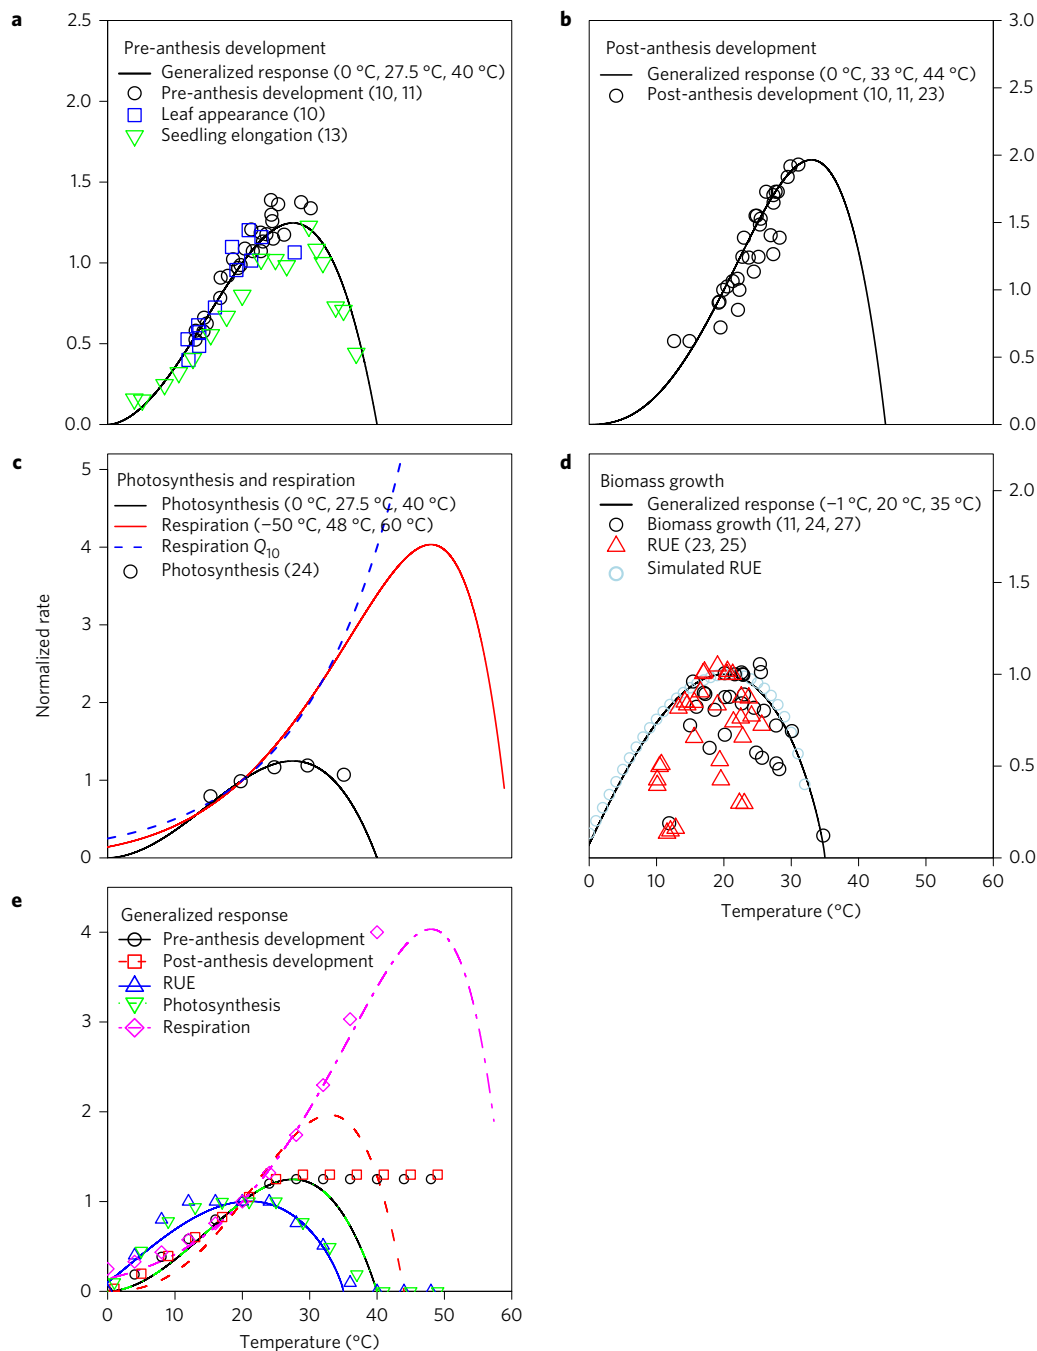 a
2.5
2.0
1.5
1.0
0.5
0.0
Pre-anthesis development
Generalized response (0 °C, 27.5 °C, 40 °C)
Pre-anthesis development (10, 11)
Leaf appearance (10)
Seedling elongation (13)
b
3.0
2.5
2.0
1.5
1.0
0.5
0.0
Post-anthesis development
Generalized response (0 °C, 33 °C, 44 °C)
Post-anthesis development (10, 11, 23)
c
5
4
3
2
1
0
Normalized rate
Photosynthesis and respiration
Photosynthesis (0 °C, 27.5 °C, 40 °C)
Respiration (−50 °C, 48 °C, 60 °C)
Respiration Q10
Photosynthesis (24)
d
2.0
1.5
1.0
0.5
0.0
Biomass growth
Generalized response (−1 °C, 20 °C, 35 °C)
Biomass growth (11, 24, 27)
RUE (23, 25)
Simulated RUE
0 10 20 30 40 50 60
Temperature (°C)
e
4
3
2
1
0
Generalized response
Pre-anthesis development
Post-anthesis development
RUE
Photosynthesis
Respiration
0 10 20 30 40 50 60
Temperature (°C)